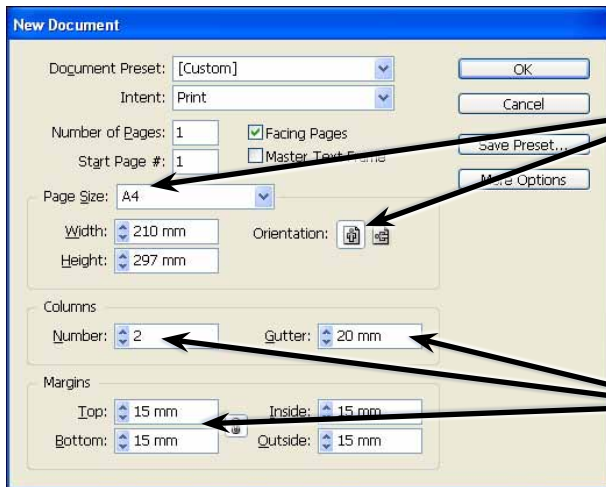 New Document
Document Preset: [Custom]
OK
Intent: Print
Cancel
Number of Pages: 1
Facing Pages
Save Preset...
Start Page #: 1
Master Text Frame
More Options
Page Size: A4
Width: 210 mm
Orientation:
Height: 297 mm
Columns
Number: 2
Gutter: 20 mm
Margins
Top: 15 mm
Inside: 15 mm
Bottom: 15 mm
Outside: 15 mm